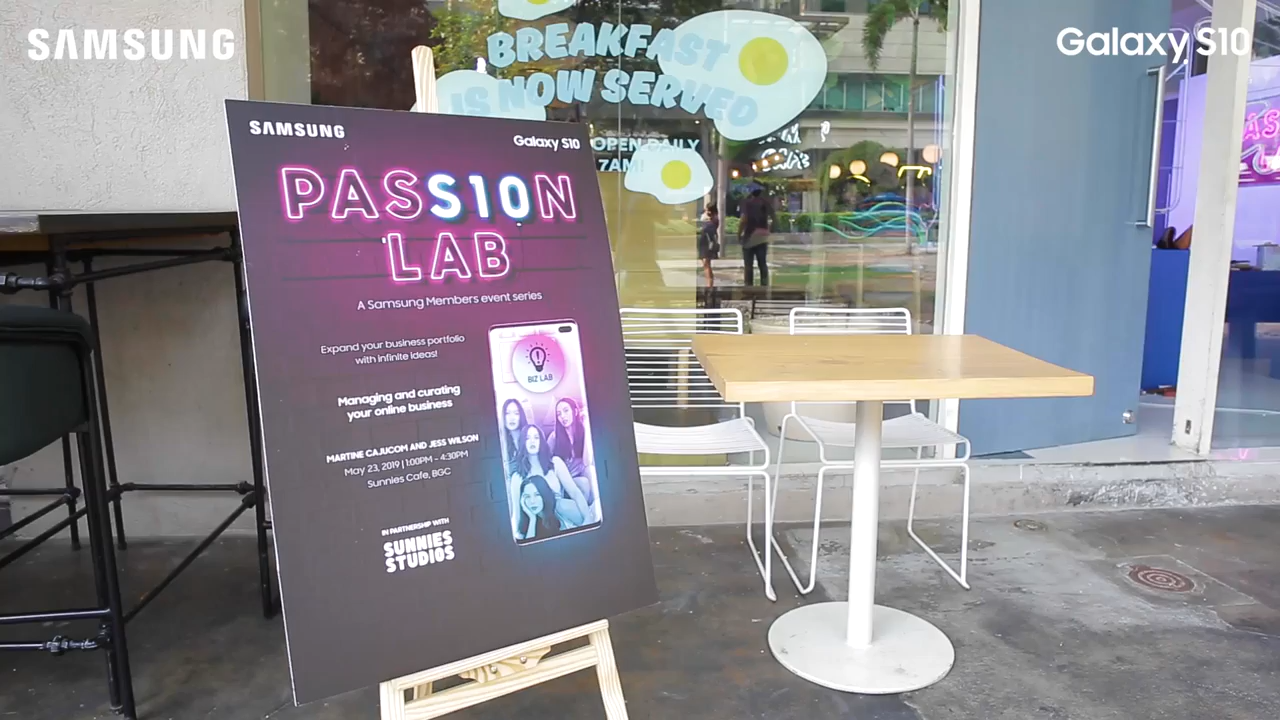 SAMSUNG
Galaxy S10
BREAKFAST
IS NOW SERVED
OPEN DAILY
7AM
SAMSUNG
Galaxy S10
PASS10N
LAB
A Samsung Members event series
Expand your business portfolio
with infinite ideas!
Managing and curating
your online business
MARTINE CAJUCOM AND JESS WILSON
May 23, 2019 | 1:00PM - 4:30PM
Sunnies Cafe, BGC
IN PARTNERSHIP WITH
SUNNIES
STUDIOS
BIZ LAB